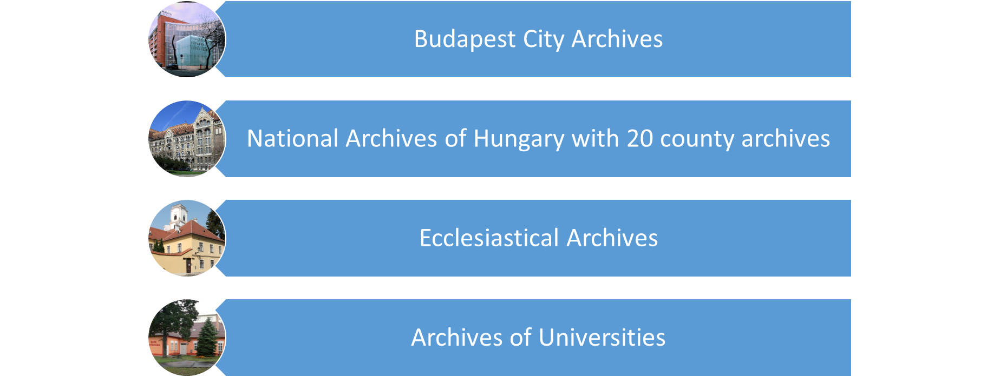 Budapest City Archives
National Archives of Hungary with 20 county archives
Ecclesiastical Archives
Archives of Universities